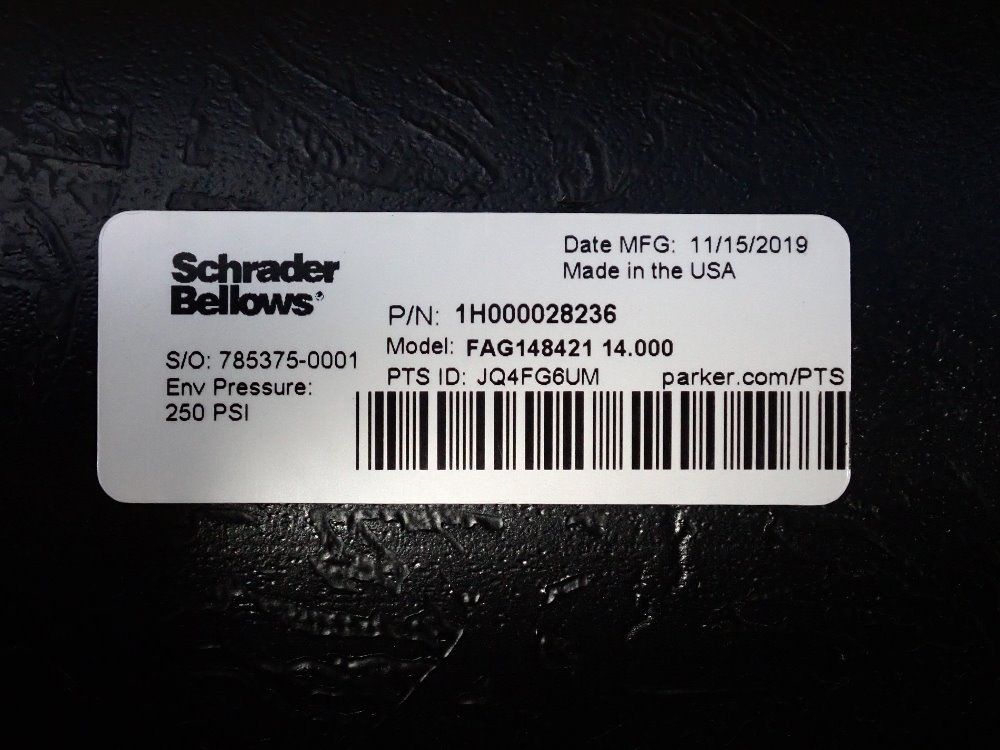 Schrader
Bellows
Date MFG: 11/15/2019
Made in the USA
P/N: 1H000028236
Model: FAG148421 14.000
S/O: 785375-0001
PTS ID: JQ4FG6UM parker.com/PTS
Env Pressure:
250 PSI